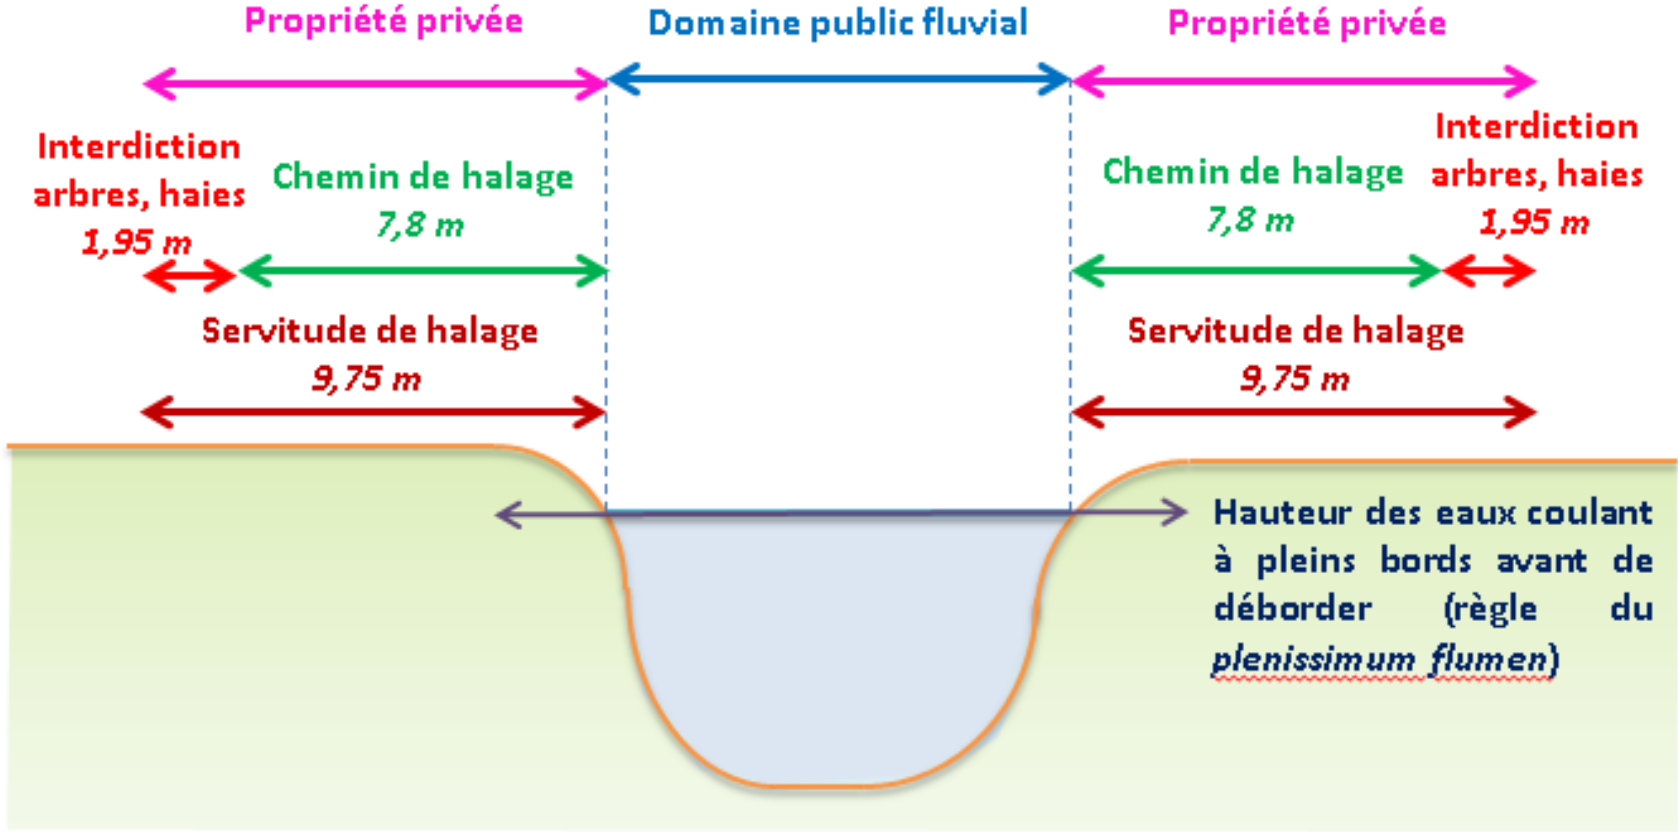 Propriété privée
Domaine public fluvial
Propriété privée
Interdiction
arbres, haies
1,95 m
Chemin de halage
7,8 m
Chemin de halage
7,8 m
Interdiction
arbres, haies
1,95 m
Servitude de halage
9,75 m
Servitude de halage
9,75 m
Hauteur des eaux coulant
à pleins bords avant de
déborder (règle du
plenissimum flumen)